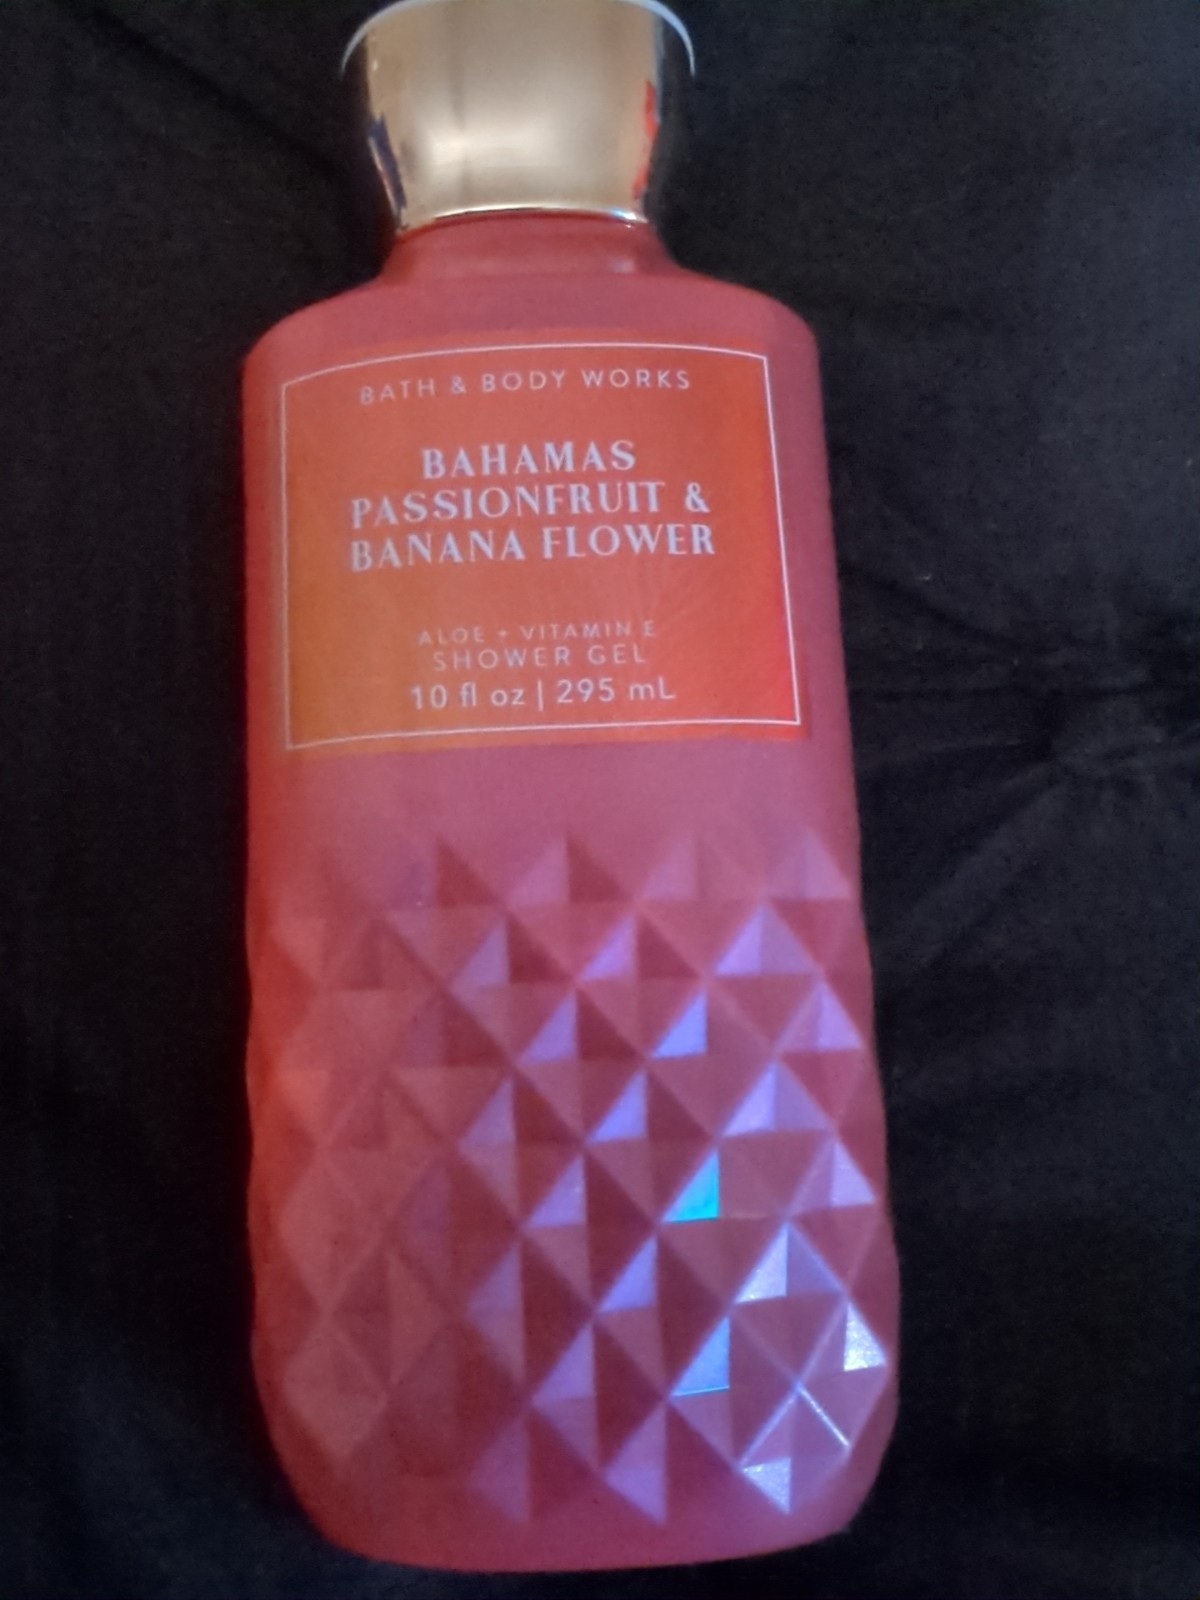 BATH & BODY WORKS
BAHAMAS
PASSIONFRUIT &
BANANA FLOWER
ALOE + VITAMIN E
SHOWER GEL
10 fl oz | 295 mL